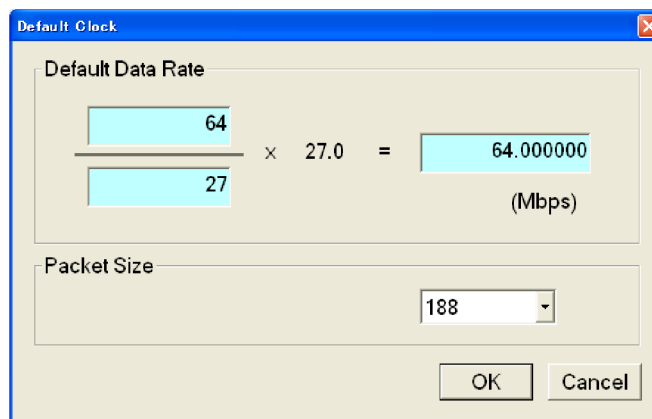 Default Clock
Default Data Rate
64
27
x 27.0 = 64.000000
(Mbps)
Packet Size
188
OK Cancel